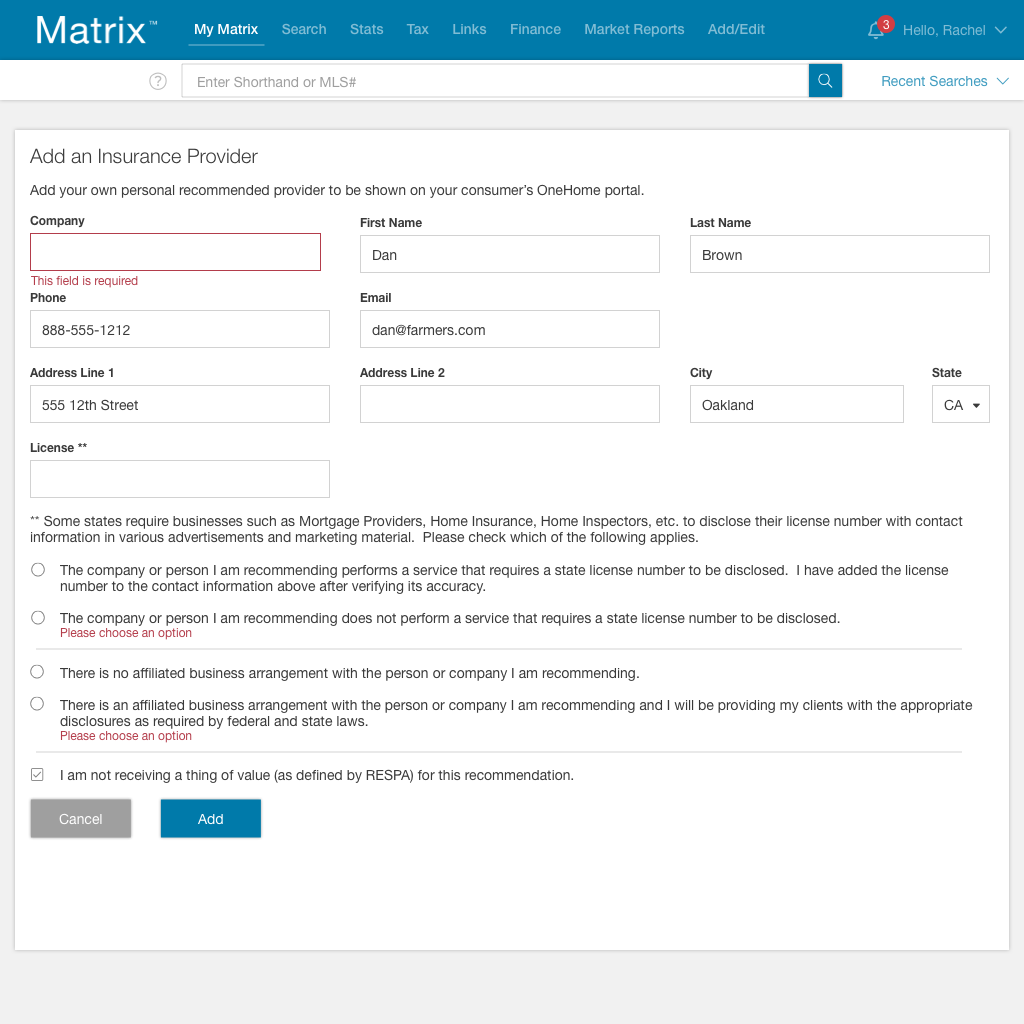 Matrix™
My Matrix Search Stats Tax Links Finance Market Reports Add/Edit
3
Hello, Rachel
?
Enter Shorthand or MLS#
Recent Searches
Add an Insurance Provider
Add your own personal recommended provider to be shown on your consumer's OneHome portal.
Company
First Name
Last Name
Dan
Brown
This field is required
Phone
Email
888-555-1212
dan@farmers.com
Address Line 1
Address Line 2
City
State
555 12th Street
Oakland
CA
License **
** Some states require businesses such as Mortgage Providers, Home Insurance, Home Inspectors, etc. to disclose their license number with contact
information in various advertisements and marketing material.  Please check which of the following applies.
The company or person I am recommending performs a service that requires a state license number to be disclosed.  I have added the license
number to the contact information above after verifying its accuracy.
The company or person I am recommending does not perform a service that requires a state license number to be disclosed.
Please choose an option
There is no affiliated business arrangement with the person or company I am recommending.
There is an affiliated business arrangement with the person or company I am recommending and I will be providing my clients with the appropriate
disclosures as required by federal and state laws.
Please choose an option
I am not receiving a thing of value (as defined by RESPA) for this recommendation.
Cancel
Add